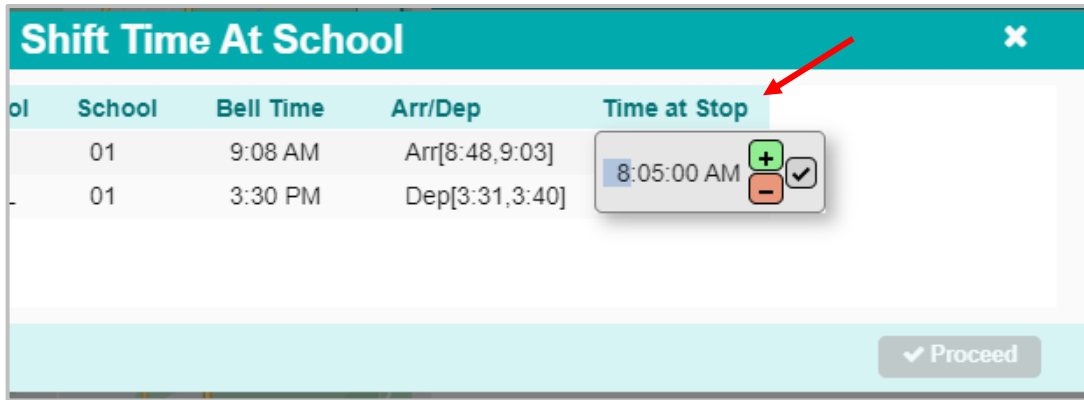 Shift Time At School
ol School Bell Time Arr/Dep Time at Stop
01 9:08 AM Arr[8:48,9:03] 8:05:00 AM
01 3:30 PM Dep[3:31,3:40]
Proceed